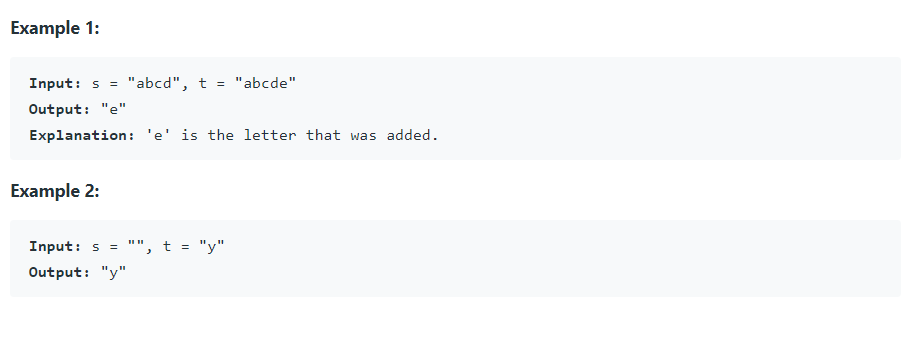 Example 1:
Input: s = "abcd", t = "abcde"
Output: "e"
Explanation: 'e' is the letter that was added.
Example 2:
Input: s = "", t = "y"
Output: "y"